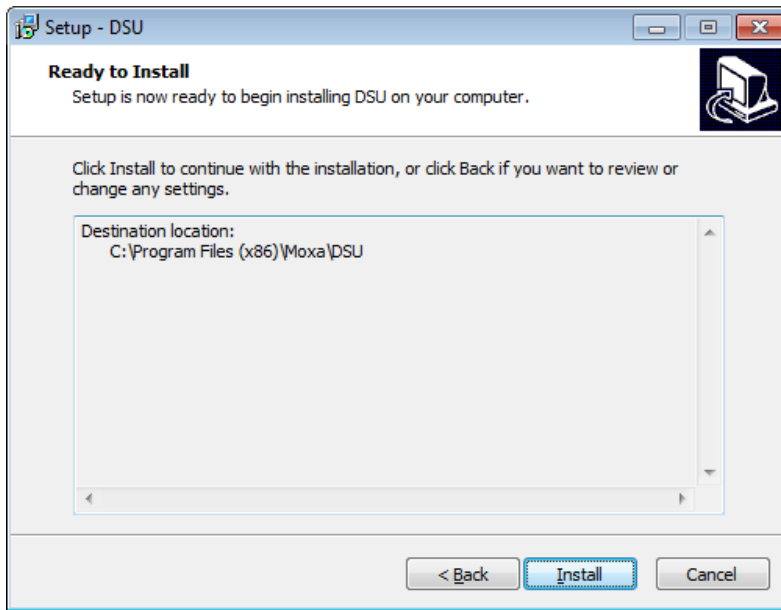 Setup - DSU
Ready to Install
Setup is now ready to begin installing DSU on your computer.
Click Install to continue with the installation, or click Back if you want to review or
change any settings.
Destination location:
C:\Program Files (x86)\Moxa\DSU
< Back
Install
Cancel